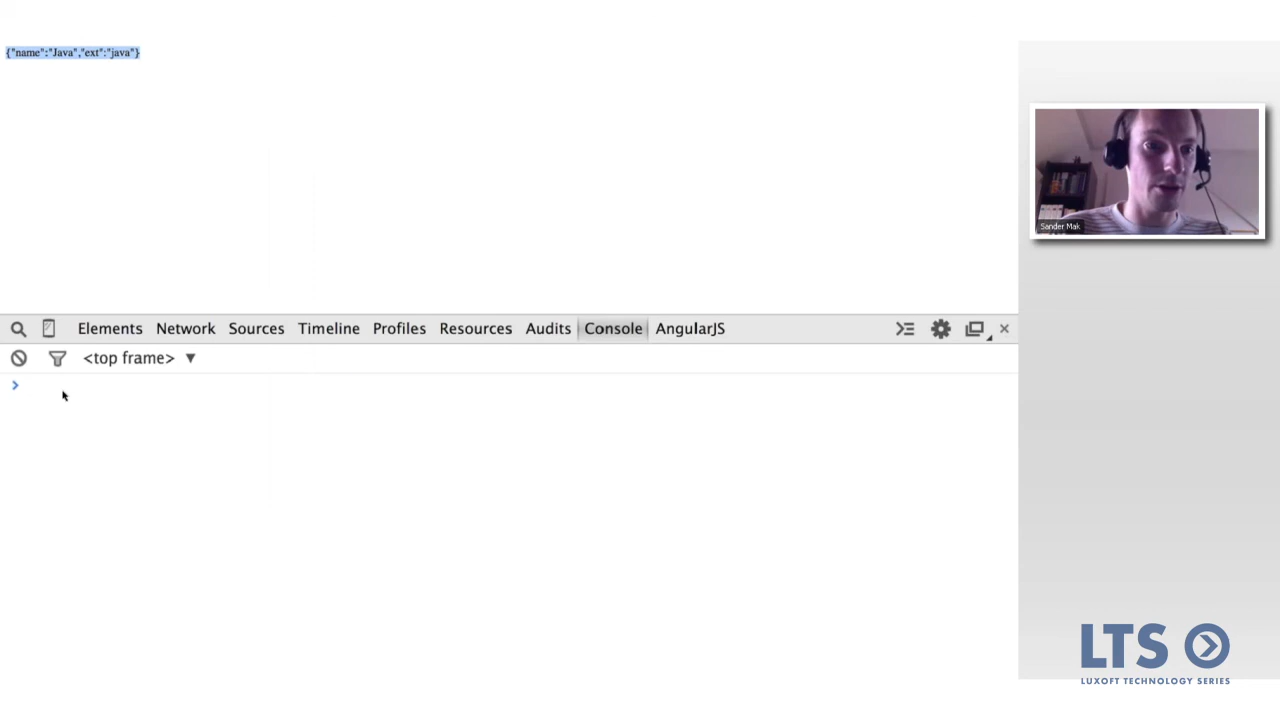 {"name":"Java","ext":"java"}
Sander Mak
Elements Network Sources Timeline Profiles Resources Audits Console AngularJS
<top frame> ▼
LTS
LUXOFT TECHNOLOGY SERIES